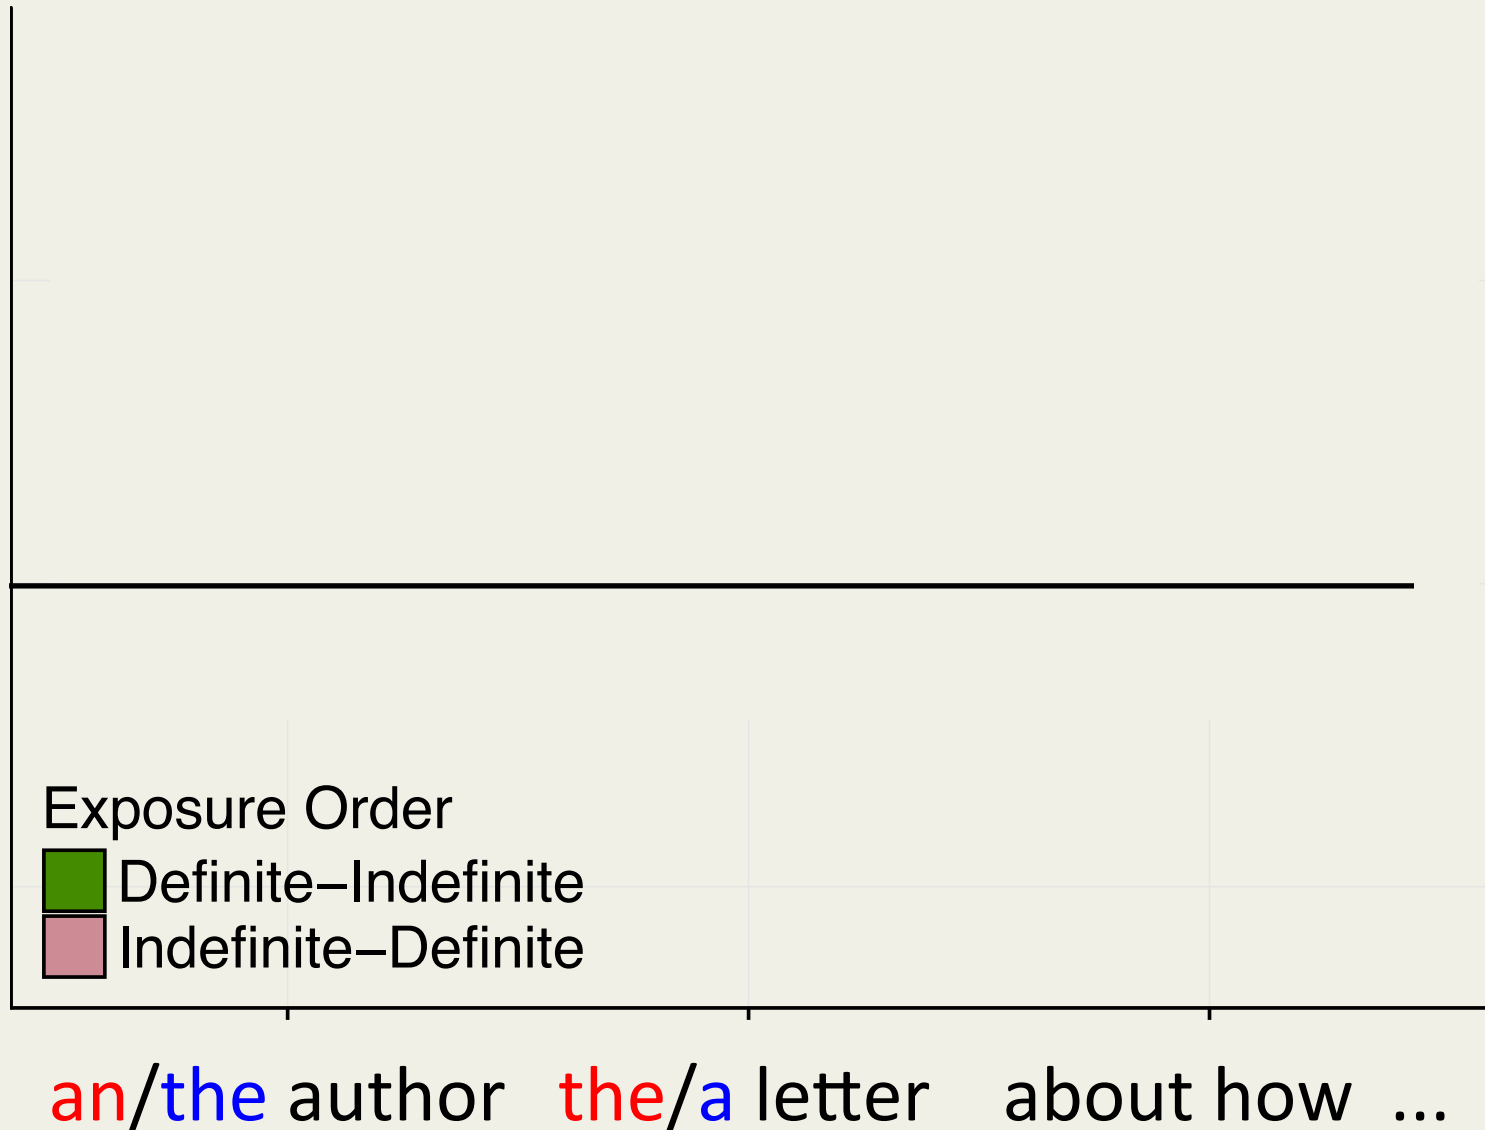 Exposure Order
Definite–Indefinite
Indefinite–Definite
an/the author the/a letter about how ...